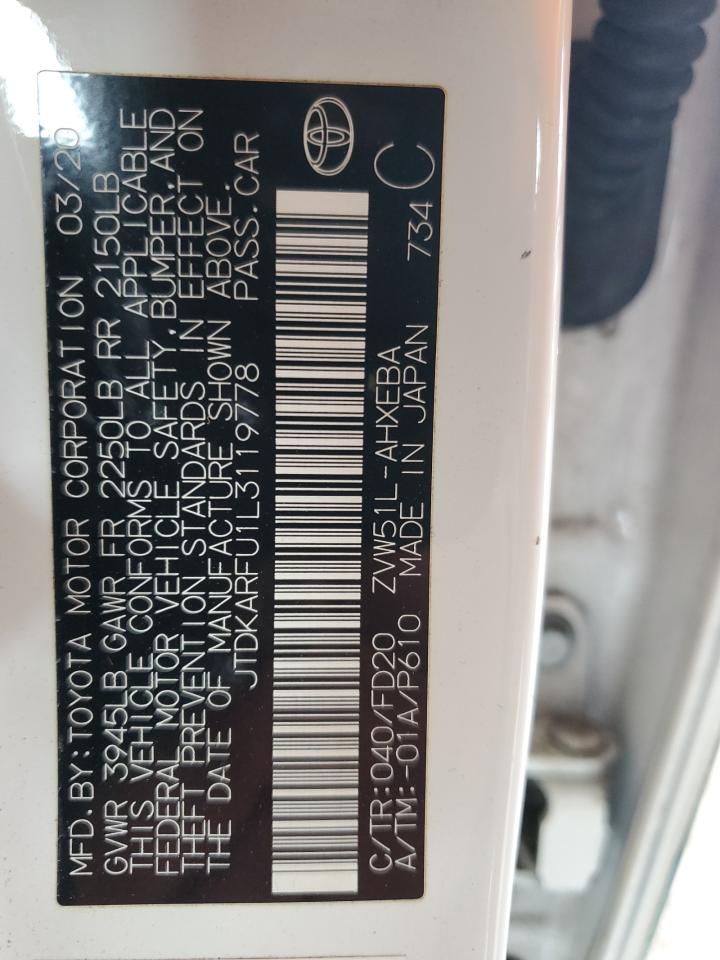 MFD. BY: TOYOTA MOTOR CORPORATION 03/20
GVWR 3945LB GAWR FR 2250LB RR 2150LB
THIS VEHICLE CONFORMS TO ALL APPLICABLE
FEDERAL MOTOR VEHICLE SAFETY, BUMPER, AND
THEFT PREVENTION STANDARDS IN EFFECT ON
THE DATE OF MANUFACTURE SHOWN ABOVE.
JTDKARFU1L3119778 PASS. CAR
C/TR:040/FD20 ZVW51L-AHXEBA
A/TM:-01A/P610 MADE IN JAPAN 734 C